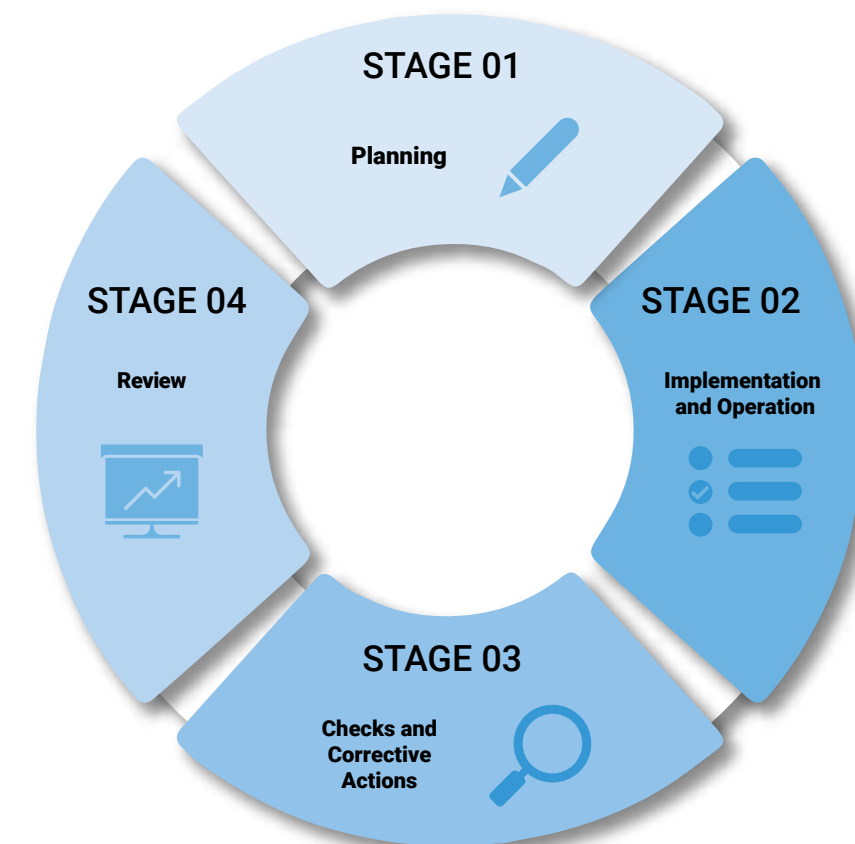 STAGE 01
Planning
STAGE 02
Implementation
and Operation
STAGE 03
Checks and
Corrective
Actions
STAGE 04
Review